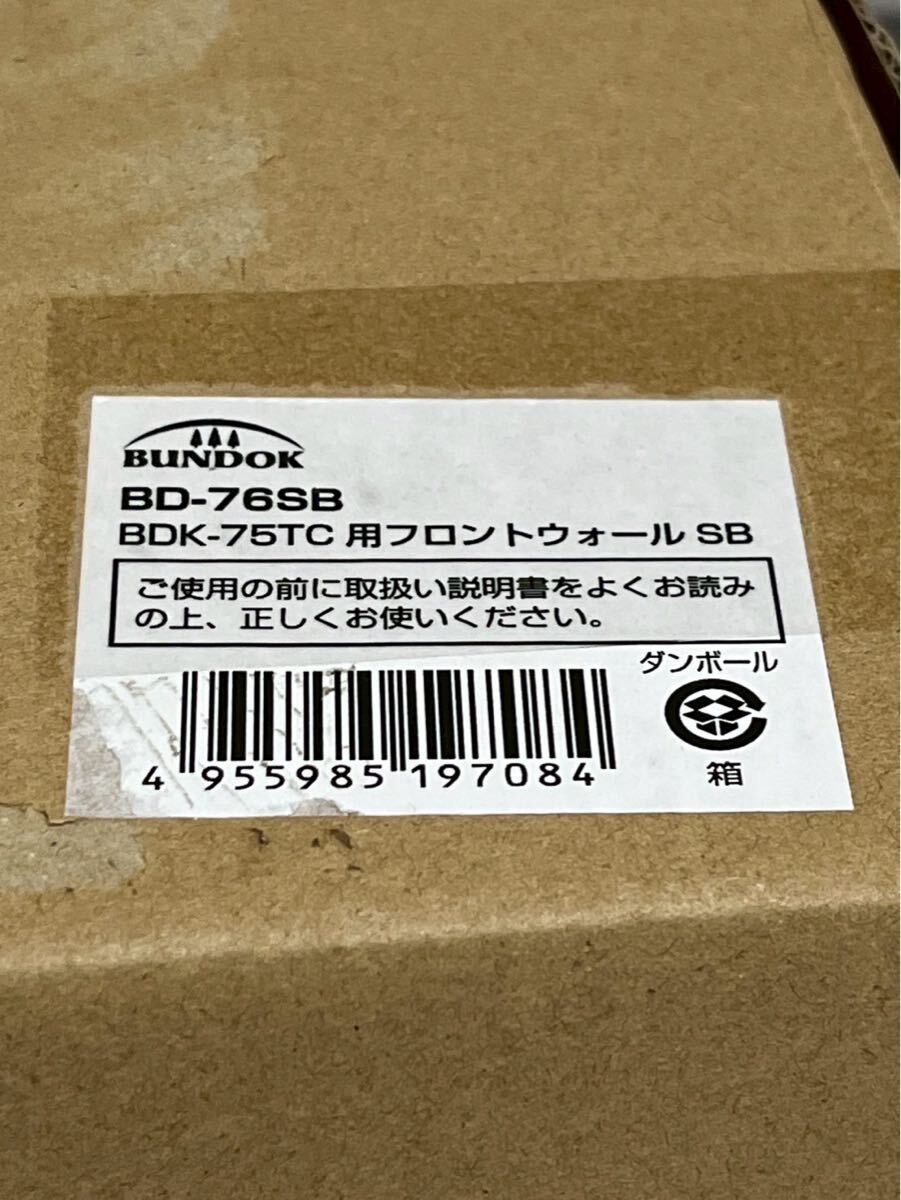 BUNDOK
BD-76SB
BDK-75TC 用フロントウォール SB
ご使用の前に取扱い説明書をよくお読み
の上、正しくお使いください。
ダンボール
4 955985 197084
箱